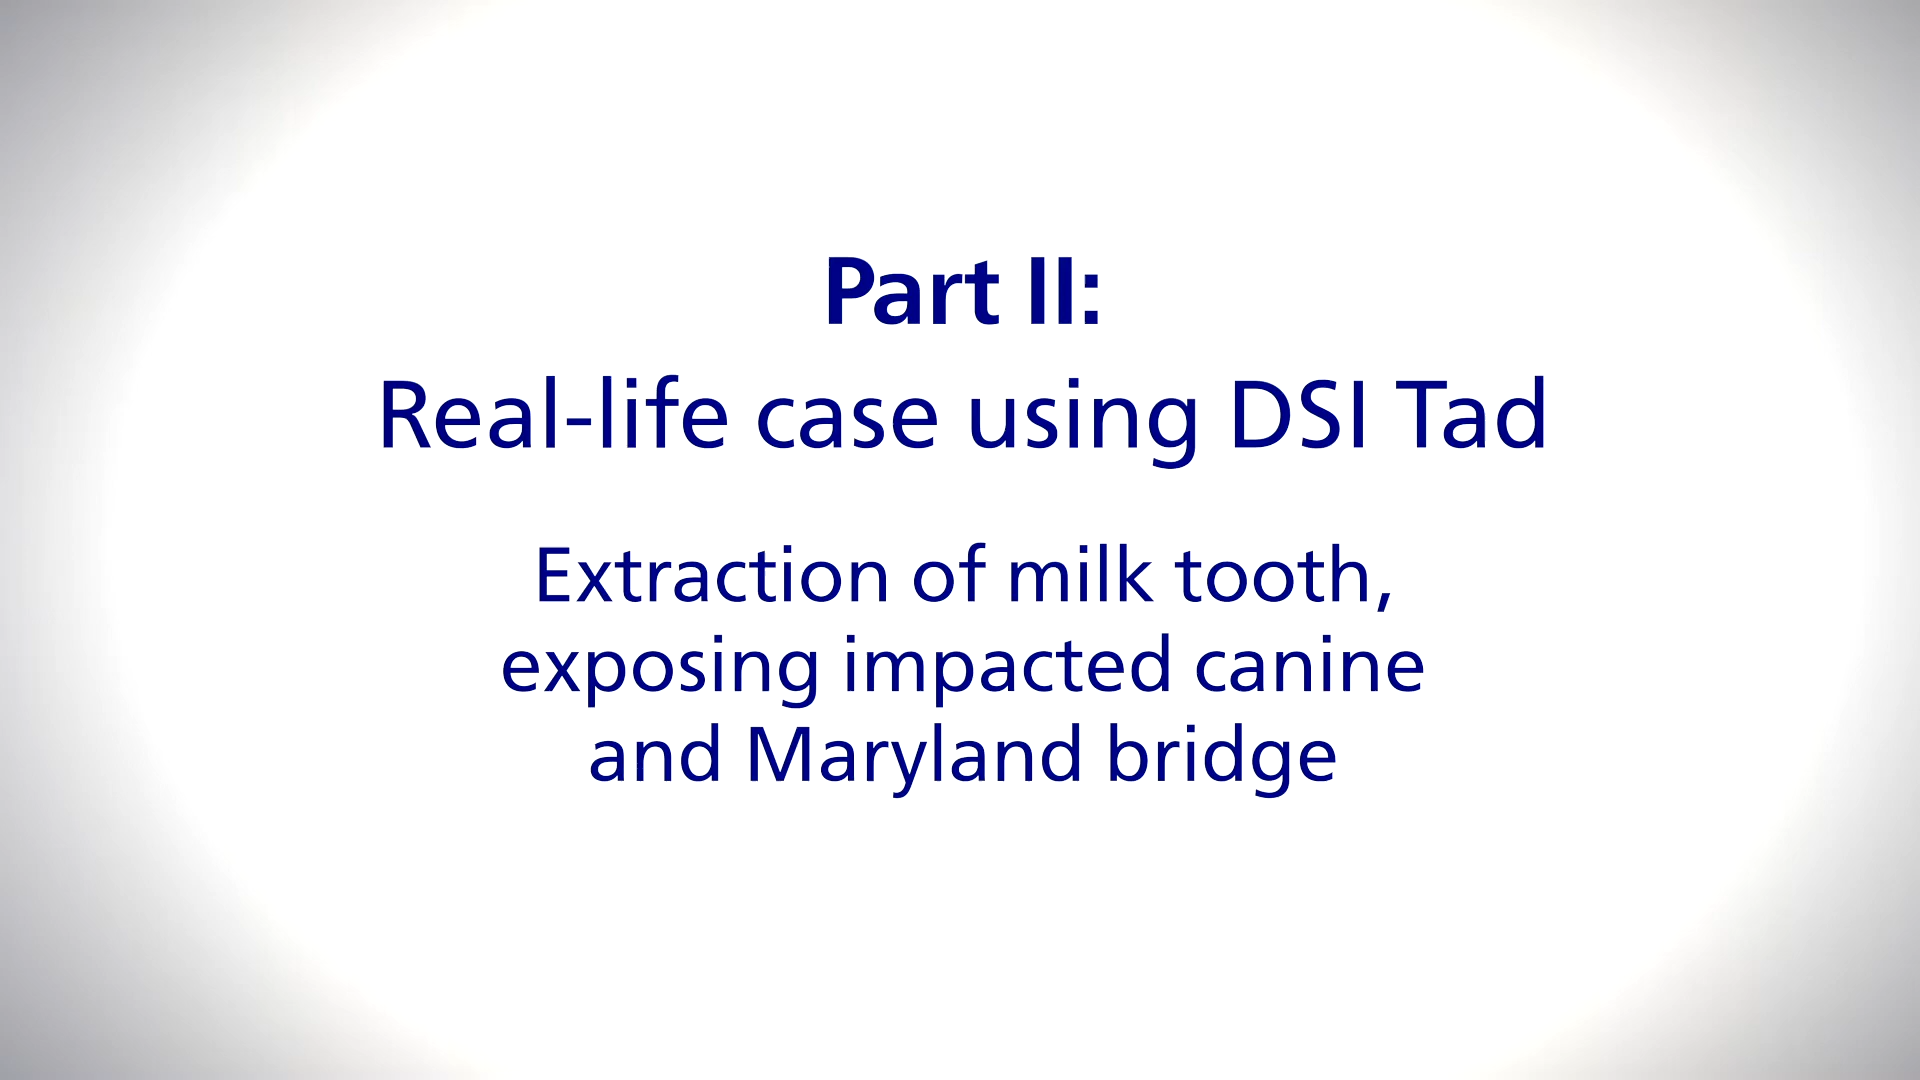 Part II:
Real-life case using DSI Tad
Extraction of milk tooth,
exposing impacted canine
and Maryland bridge